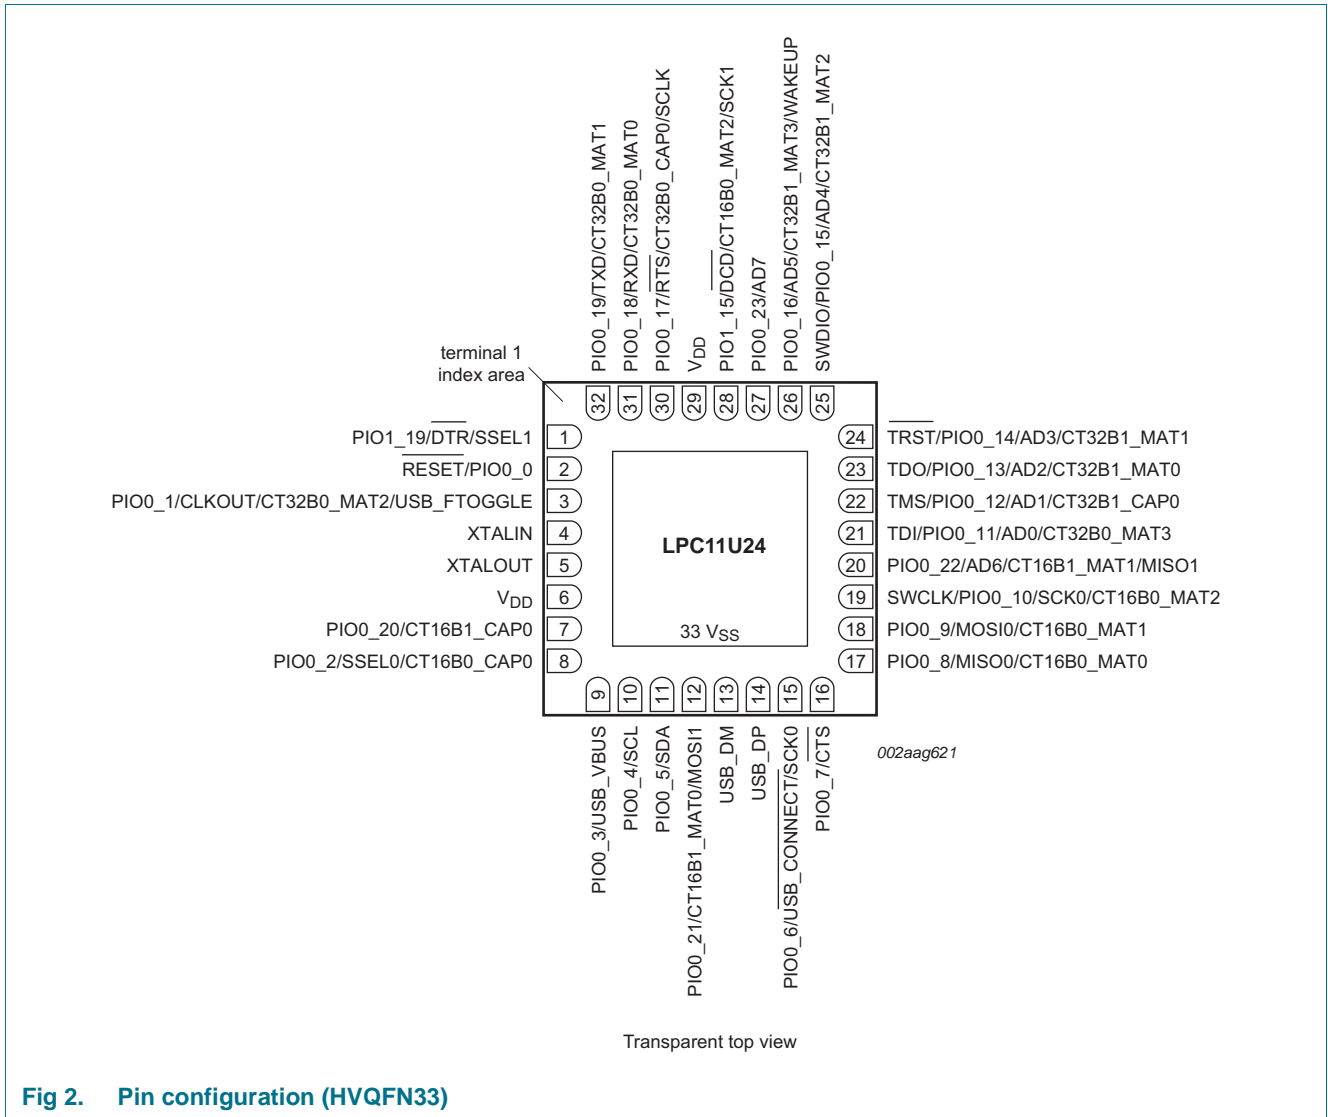 PIO0_19/TXD/CT32B0_MAT1
PIO0_18/RXD/CT32B0_MAT0
PIO0_17/RTS/CT32B0_CAP0/SCLK
VDD
PIO1_15/DCD/CT16B0_MAT2/SCK1
PIO0_23/AD7
PIO0_16/AD5/CT32B1_MAT3/WAKEUP
SWDIO/PIO0_15/AD4/CT32B1_MAT2
terminal 1
index area
32
31
30
29
28
27
26
25
PIO1_19/DTR/SSEL1 1
RESET/PIO0_0 2
PIO0_1/CLKOUT/CT32B0_MAT2/USB_FTOGGLE 3
XTALIN 4
XTALOUT 5
VDD 6
PIO0_20/CT16B1_CAP0 7
PIO0_2/SSEL0/CT16B0_CAP0 8
LPC11U24
33 VSS
24 TRST/PIO0_14/AD3/CT32B1_MAT1
23 TDO/PIO0_13/AD2/CT32B1_MAT0
22 TMS/PIO0_12/AD1/CT32B1_CAP0
21 TDI/PIO0_11/AD0/CT32B0_MAT3
20 PIO0_22/AD6/CT16B1_MAT1/MISO1
19 SWCLK/PIO0_10/SCK0/CT16B0_MAT2
18 PIO0_9/MOSI0/CT16B0_MAT1
17 PIO0_8/MISO0/CT16B0_MAT0
9
10
11
12
13
14
15
16
PIO0_3/USB_VBUS
PIO0_4/SCL
PIO0_5/SDA
PIO0_21/CT16B1_MAT0/MOSI1
USB_DM
USB_DP
PIO0_6/USB_CONNECT/SCK0
PIO0_7/CTS
002aag621
Transparent top view
Fig 2. Pin configuration (HVQFN33)